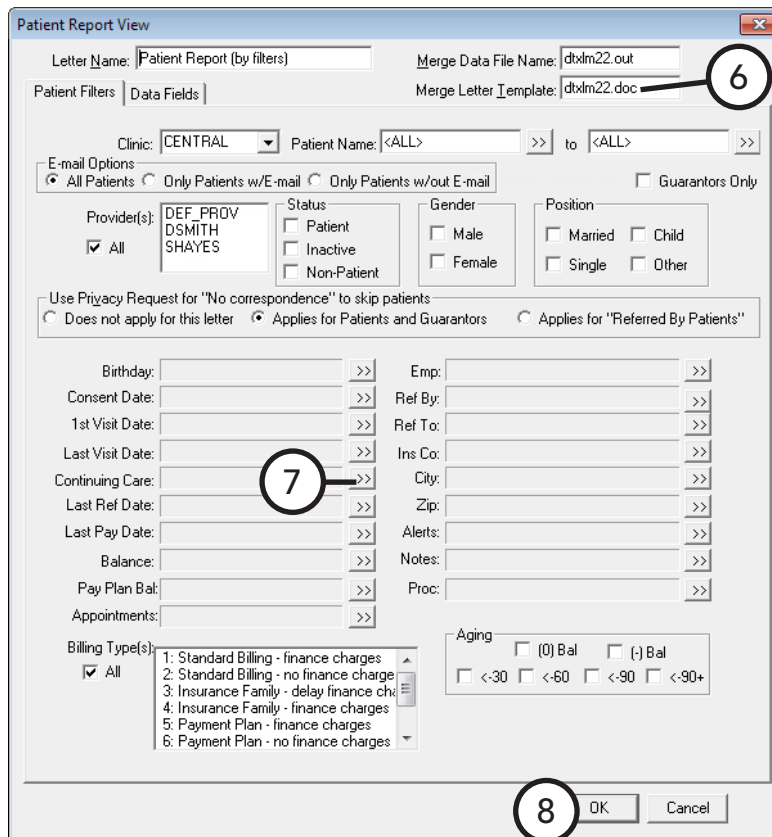 Patient Report View
Letter Name: Patient Report (by filters) Merge Data File Name: dtxlm22.out
Merge Letter Template: dtxlm22.doc 6
Patient Filters Data Fields
Clinic: CENTRAL Patient Name: <ALL> >> to <ALL> >>
E-mail Options
All Patients Only Patients w/E-mail Only Patients w/out E-mail Guarantors Only
Provider(s): DEF_PROV Status Gender Position
DSMITH Patient Male Married Child
All SHAYES Inactive Female Single Other
Non-Patient
Use Privacy Request for "No correspondence" to skip patients
Does not apply for this letter Applies for Patients and Guarantors Applies for "Referred By Patients"
Birthday: >> Emp: >>
Consent Date: >> Ref By: >>
1st Visit Date: >> Ref To: >>
Last Visit Date: >> Ins Co: >>
Continuing Care: 7 >> City: >>
Last Ref Date: >> Zip: >>
Last Pay Date: >> Alerts: >>
Balance: >> Notes: >>
Pay Plan Bal: >> Proc: >>
Appointments: >>
Billing Type(s): Aging
All 1: Standard Billing - finance charges (0) Bal (-) Bal
2: Standard Billing - no finance charge <-30 <-60 <-90 <-90+
3: Insurance Family - delay finance cha
4: Insurance Family - finance charges
5: Payment Plan - finance charges
6: Payment Plan - no finance charges
8 OK Cancel